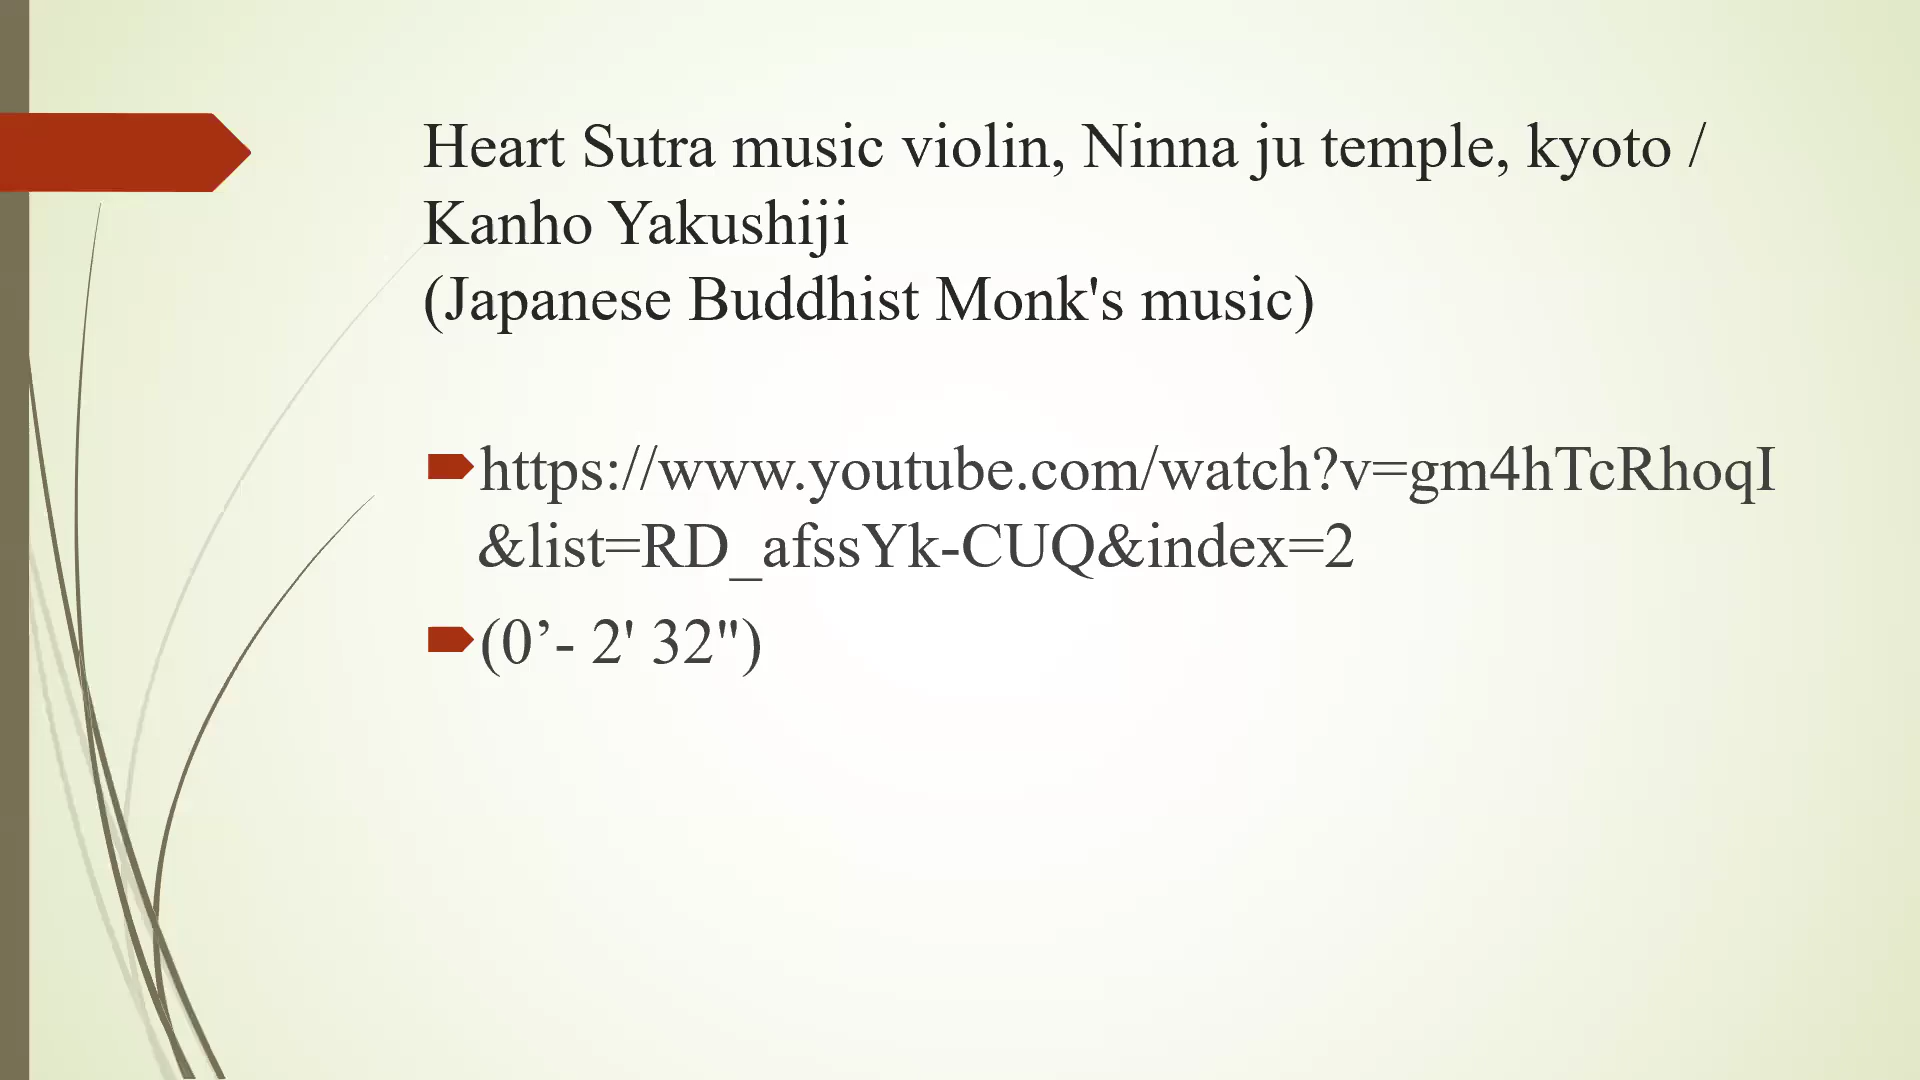 Heart Sutra music violin, Ninna ju temple, kyoto /
Kanho Yakushiji
(Japanese Buddhist Monk's music)
https://www.youtube.com/watch?v=gm4hTcRhoqI
&list=RD_afssYk-CUQ&index=2
(0’- 2' 32")